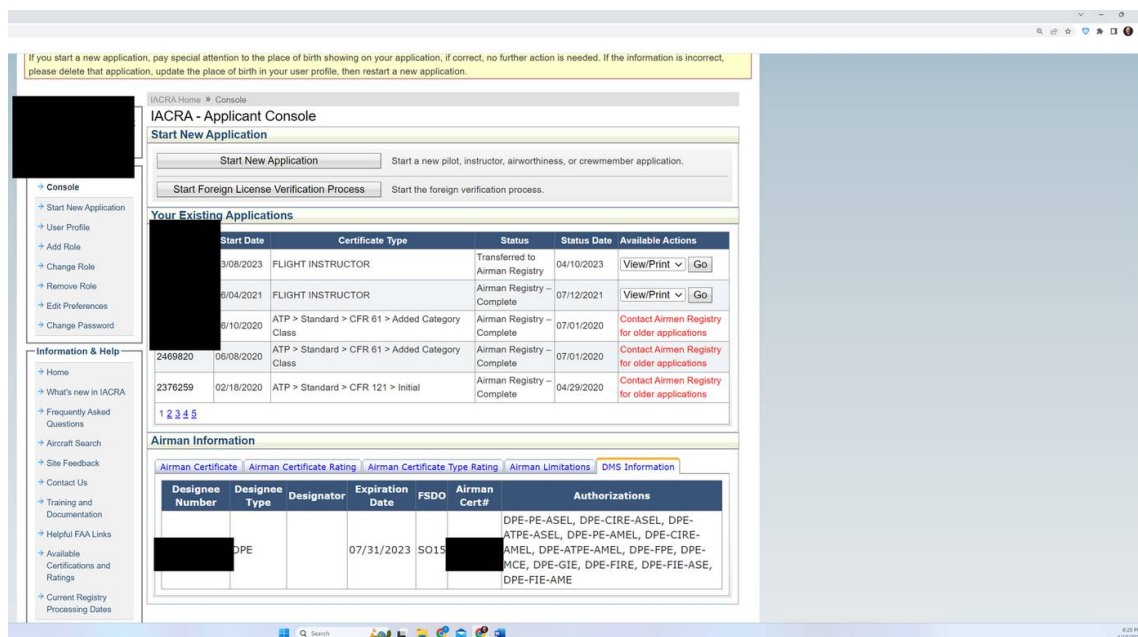 If you start a new application, pay special attention to the place of birth showing on your application, if correct, no further action is needed. If the information is incorrect,
please delete that application, update the place of birth in your user profile, then restart a new application.
IACRA Home » Console
IACRA - Applicant Console
Start New Application
Start New Application Start a new pilot, instructor, airworthiness, or crewmember application.
Start Foreign License Verification Process Start the foreign verification process.
Console
Start New Application
User Profile
Add Role
Change Role
Remove Role
Edit Preferences
Change Password
Information & Help
Home
What's new in IACRA
Frequently Asked
Questions
Aircraft Search
Site Feedback
Contact Us
Training and
Documentation
Helpful FAA Links
Available
Certifications and
Ratings
Current Registry
Processing Dates
Your Existing Applications
Start Date Certificate Type Status Status Date Available Actions
3/08/2023 FLIGHT INSTRUCTOR Transferred to
Airman Registry 04/10/2023 View/Print Go
6/04/2021 FLIGHT INSTRUCTOR Airman Registry –
Complete 07/12/2021 View/Print Go
6/10/2020 ATP > Standard > CFR 61 > Added Category
Class Airman Registry –
Complete 07/01/2020 Contact Airmen Registry
for older applications
2469820 06/08/2020 ATP > Standard > CFR 61 > Added Category
Class Airman Registry –
Complete 07/01/2020 Contact Airmen Registry
for older applications
2376259 02/18/2020 ATP > Standard > CFR 121 > Initial Airman Registry –
Complete 04/29/2020 Contact Airmen Registry
for older applications
1 2 3 4 5
Airman Information
Airman Certificate Airman Certificate Rating Airman Certificate Type Rating Airman Limitations DMS Information
Designee
Number Designee
Type Designator Expiration
Date FSDO Airman
Cert# Authorizations
DPE 07/31/2023 SO15
DPE-PE-ASEL, DPE-CIRE-ASEL, DPE-
ATPE-ASEL, DPE-PE-AMEL, DPE-CIRE-
AMEL, DPE-ATPE-AMEL, DPE-FPE, DPE-
MCE, DPE-GIE, DPE-FIRE, DPE-FIE-ASE,
DPE-FIE-AME
Search